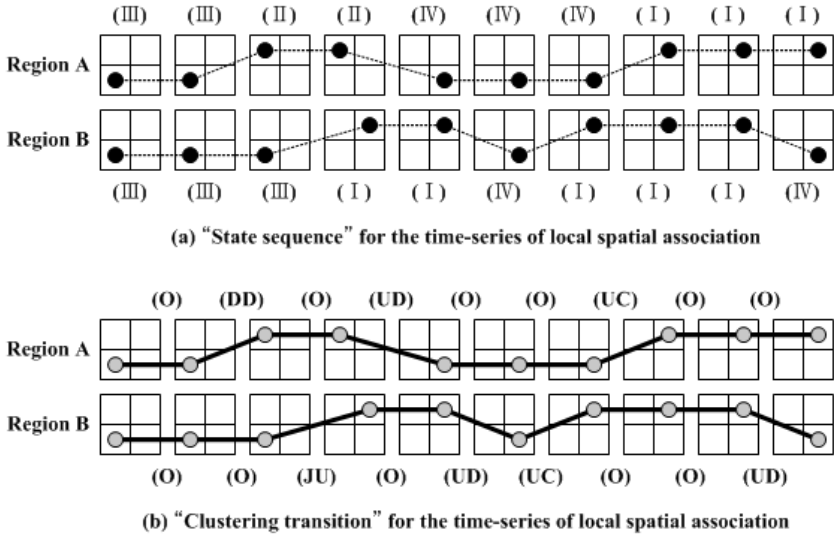 (Ⅲ) (Ⅲ) (Ⅱ) (Ⅱ) (Ⅳ) (Ⅳ) (Ⅳ) (Ⅰ) (Ⅰ) (Ⅰ)
Region A
Region B
(Ⅲ) (Ⅲ) (Ⅲ) (Ⅰ) (Ⅰ) (Ⅳ) (Ⅰ) (Ⅰ) (Ⅰ) (Ⅳ)
(a) “State sequence” for the time-series of local spatial association
(O) (DD) (O) (UD) (O) (O) (UC) (O) (O)
Region A
Region B
(O) (O) (JU) (O) (UD) (UC) (O) (O) (UD)
(b) “Clustering transition” for the time-series of local spatial association